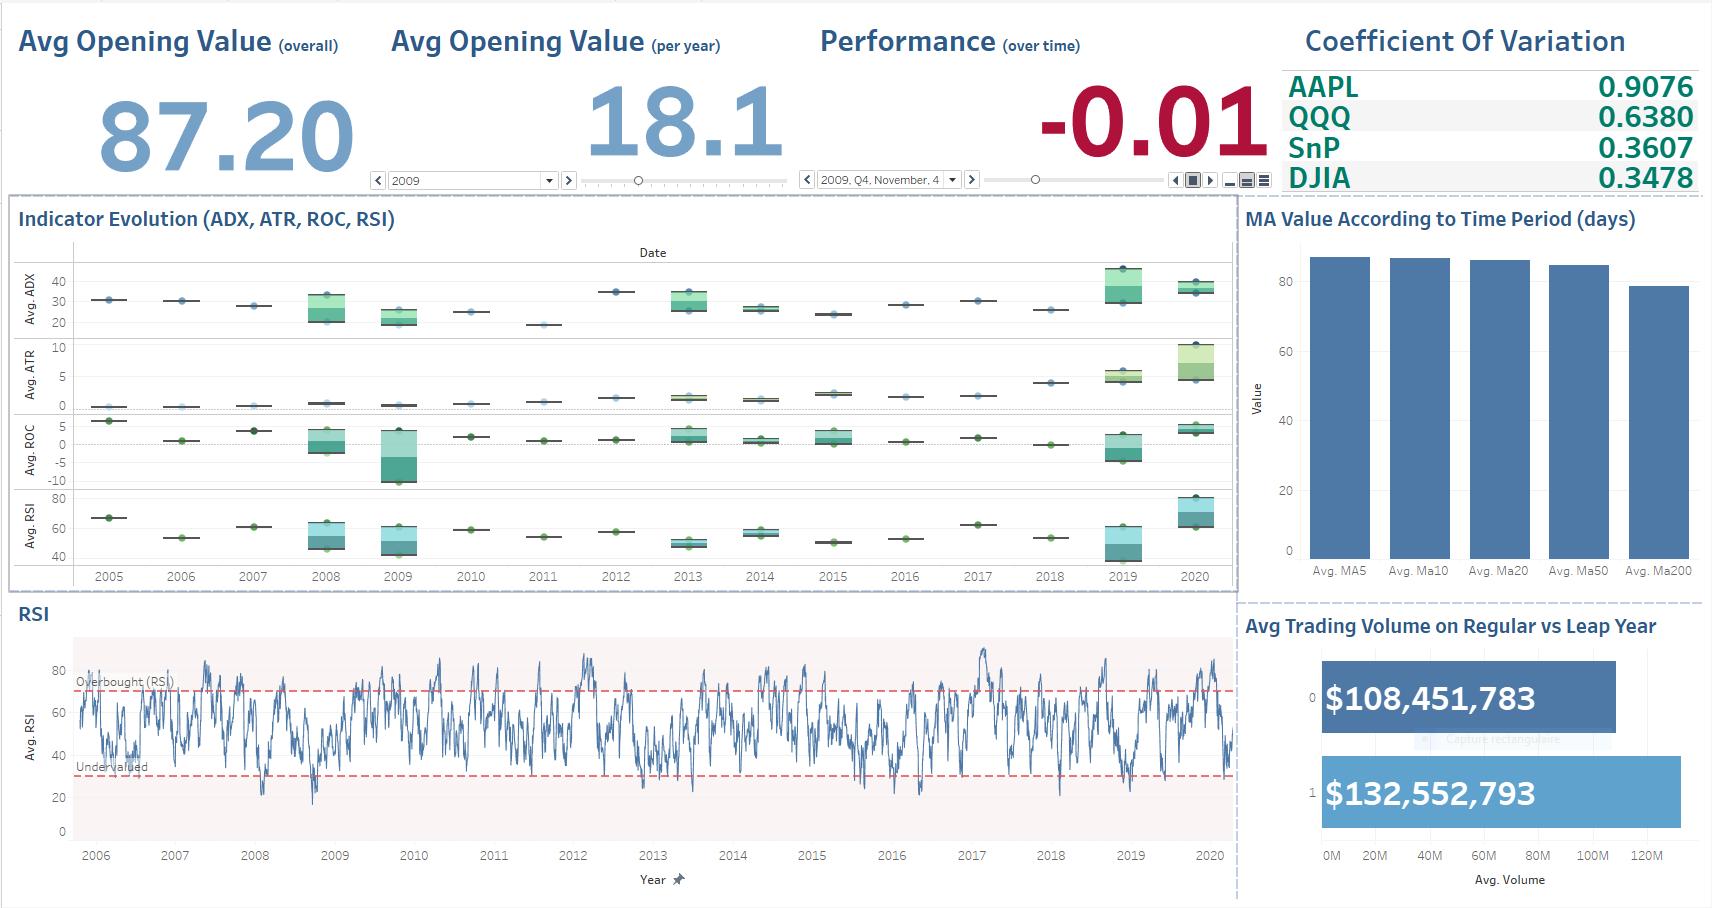 Avg Opening Value (overall)
87.20
Avg Opening Value (per year)
18.1
2009
Performance (over time)
-0.01
2009, Q4, November, 4
Coefficient Of Variation
AAPL 0.9076
QQQ 0.6380
SnP 0.3607
DJIA 0.3478
Indicator Evolution (ADX, ATR, ROC, RSI)
Date
Avg. ADX
40
30
20
Avg. ATR
10
5
0
Avg. ROC
5
0
-5
-10
Avg. RSI
80
60
40
2005 2006 2007 2008 2009 2010 2011 2012 2013 2014 2015 2016 2017 2018 2019 2020
MA Value According to Time Period (days)
Value
80
60
40
20
0
Avg. MA5 Avg. Ma10 Avg. Ma20 Avg. Ma50 Avg. Ma200
RSI
Avg. RSI
80
60
40
20
0
Overbought (RSI)
Undervalued
2006 2007 2008 2009 2010 2011 2012 2013 2014 2015 2016 2017 2018 2019 2020
Year
Avg Trading Volume on Regular vs Leap Year
0 $108,451,783
Capture rectangulaire
1 $132,552,793
0M 20M 40M 60M 80M 100M 120M
Avg. Volume